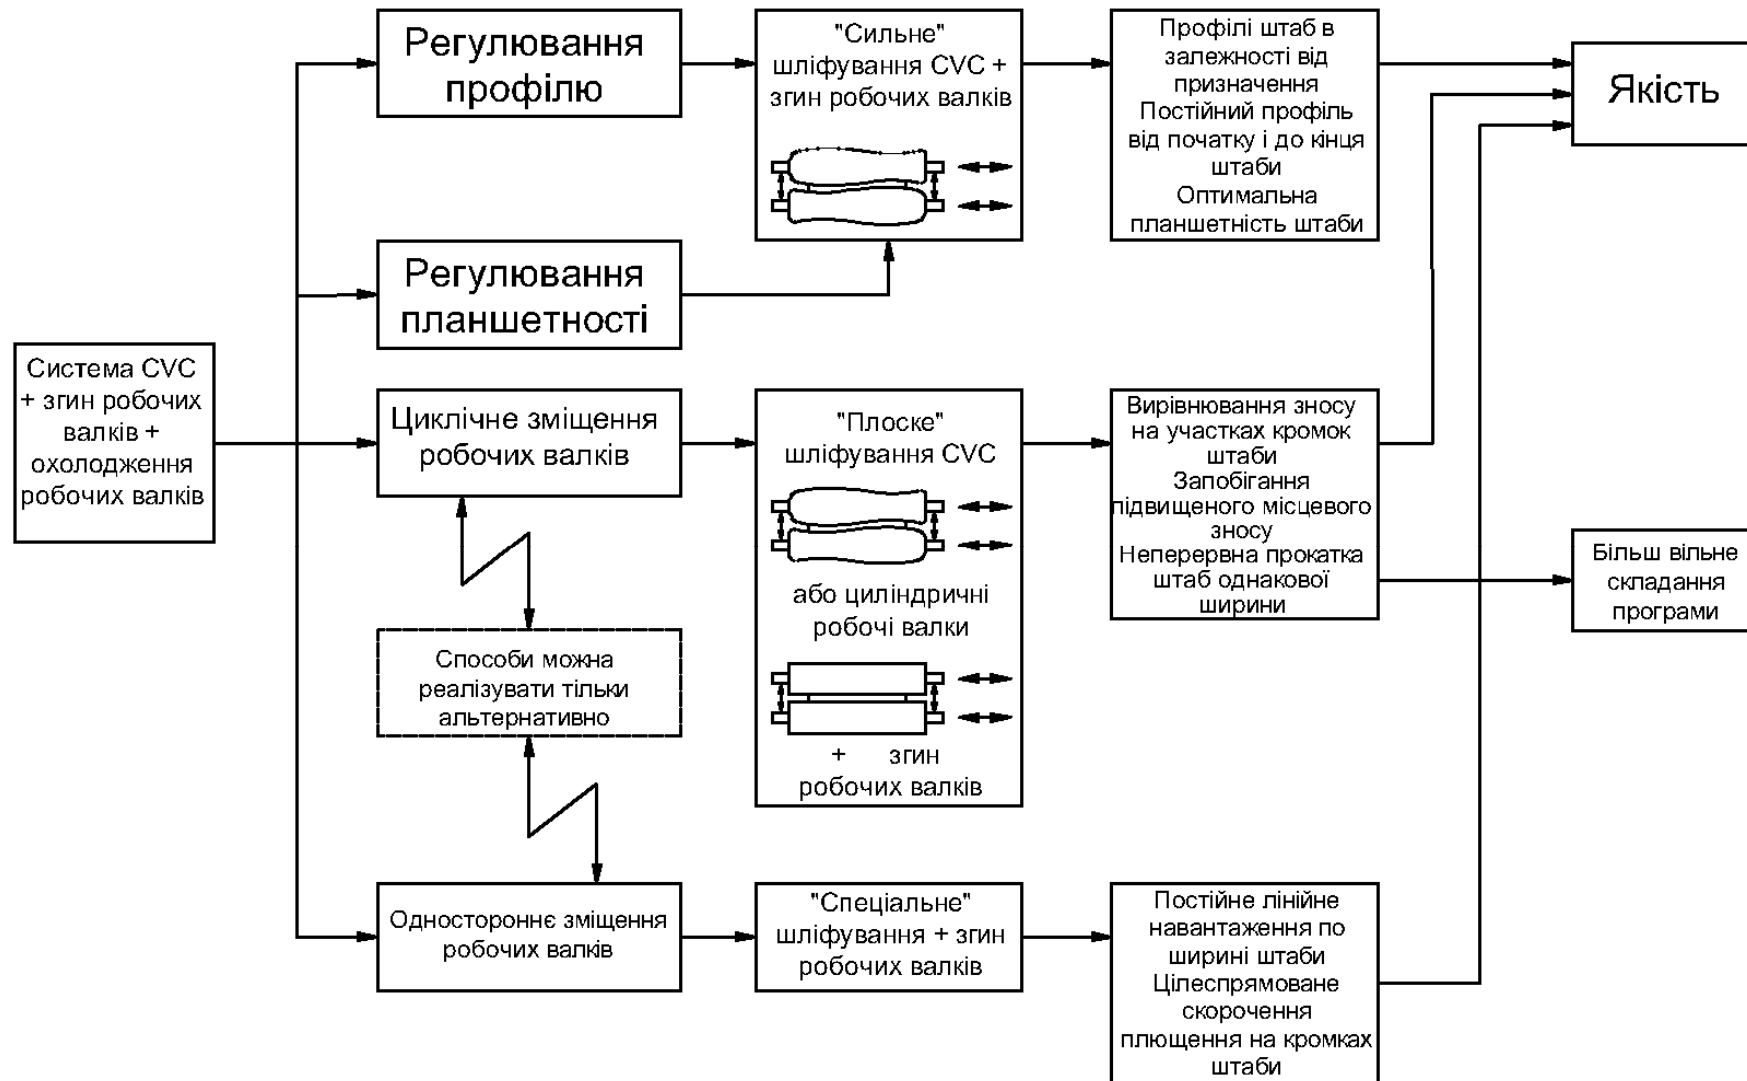 Система CVC
+ згин робочих
валків +
охолодження
робочих валків
Регулювання
профілю
Регулювання
планшетності
Циклічне зміщення
робочих валків
Способи можна
реалізувати тільки
альтернативно
Одностороннє зміщення
робочих валків
"Сильне"
шліфування CVC +
згин робочих валків
"Плоске"
шліфування CVC
або циліндричні
робочі валки
+ згин
робочих валків
"Спеціальне"
шліфування + згин
робочих валків
Профілі штаб в
залежності від
призначення
Постійний профіль
від початку і до кінця
штаби
Оптимальна
планшетність штаби
Вирівнювання зносу
на участках кромок
штаби
Запобігання
підвищеного місцевого
зносу
Неперервна прокатка
штаб однакової
ширини
Постійне лінійне
навантаження по
ширині штаби
Цілеспрямоване
скорочення
плющення на кромках
штаби
Якість
Більш вільне
складання
програми